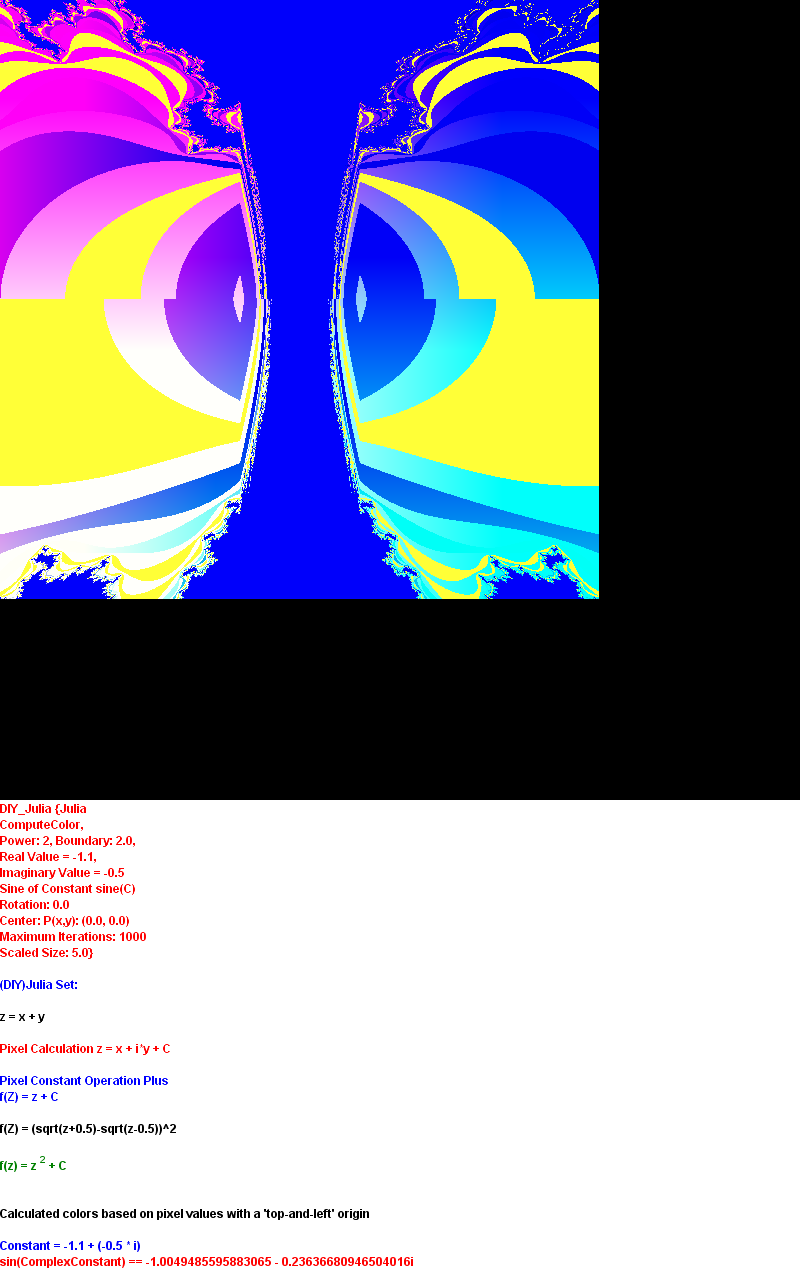 DIY_Julia {Julia
ComputeColor,
Power: 2, Boundary: 2.0,
Real Value = -1.1,
Imaginary Value = -0.5
Sine of Constant sine(C)
Rotation: 0.0
Center: P(x,y): (0.0, 0.0)
Maximum Iterations: 1000
Scaled Size: 5.0}
(DIY)Julia Set:
z = x + y
Pixel Calculation z = x + i*y + C
Pixel Constant Operation Plus
f(Z) = z + C
f(Z) = (sqrt(z+0.5)-sqrt(z-0.5))^2
f(z) = z 2 + C
Calculated colors based on pixel values with a 'top-and-left' origin
Constant = -1.1 + (-0.5 * i)
sin(ComplexConstant) == -1.0049485595883065 - 0.23636680946504016i